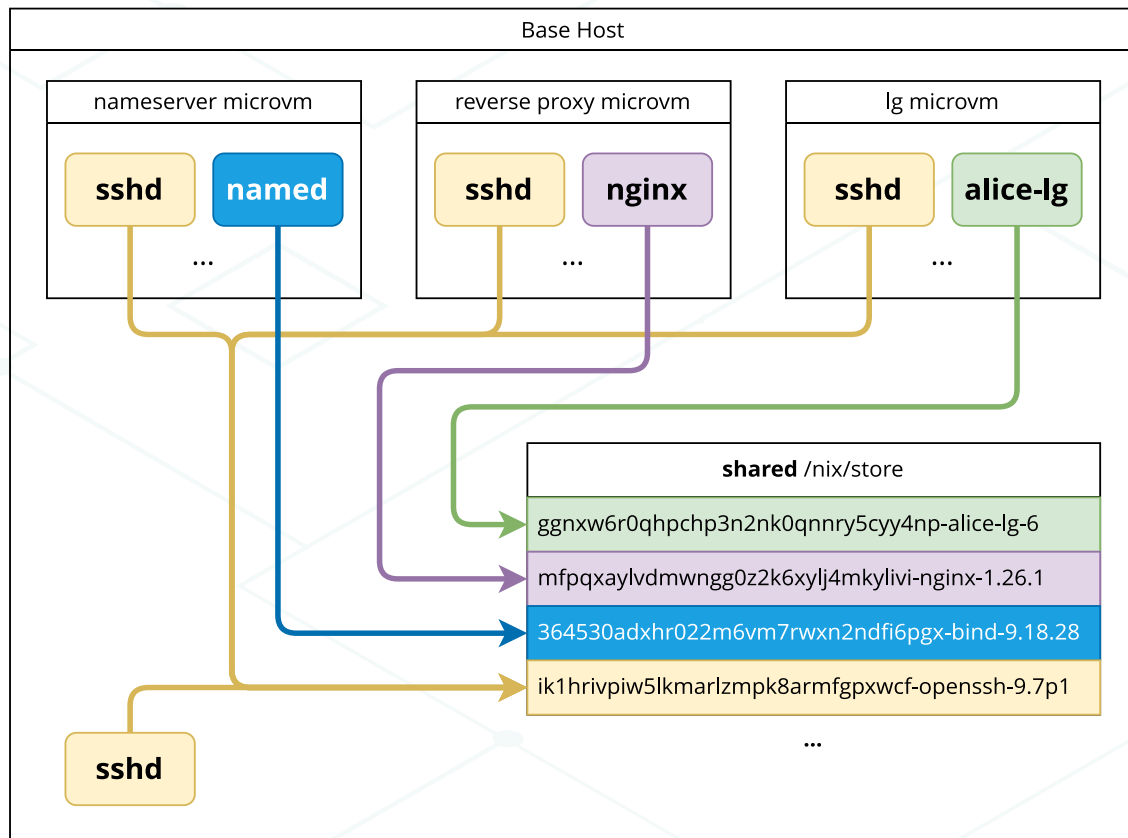 Base Host
nameserver microvm
sshd
named
...
reverse proxy microvm
sshd
nginx
...
lg microvm
sshd
alice-lg
...
shared /nix/store
ggnxw6r0qhpchp3n2nk0qnnry5cyy4np-alice-lg-6
mfpqxaylvdmwngg0z2k6xylj4mkylivi-nginx-1.26.1
364530adxhr022m6vm7rwxn2ndfi6pgx-bind-9.18.28
ik1hrivpiw5lkmarlzmpk8armfgpxwcf-openssh-9.7p1
...
sshd